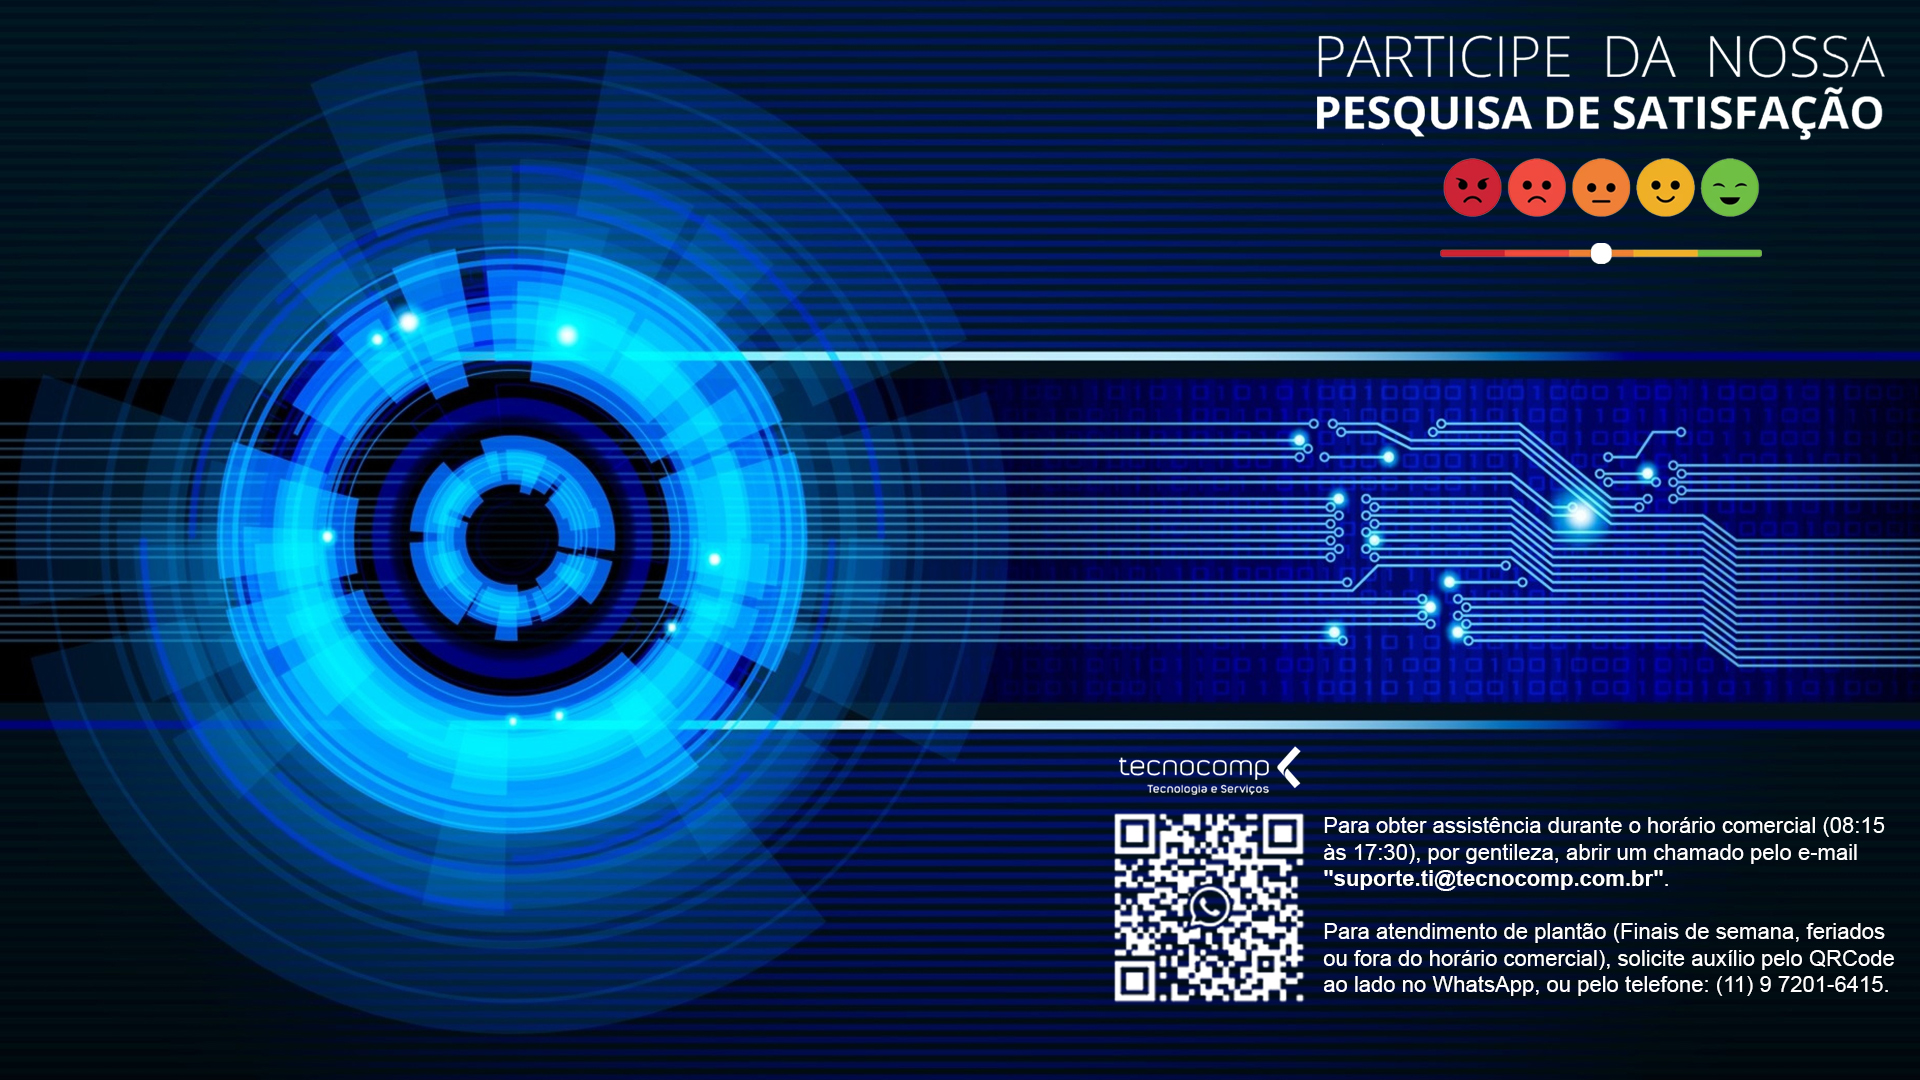 PARTICIPE DA NOSSA
PESQUISA DE SATISFAÇÃO
tecnocomp
Tecnologia e Serviços
Para obter assistência durante o horário comercial (08:15
às 17:30), por gentileza, abrir um chamado pelo e-mail
"suporte.ti@tecnocomp.com.br".
Para atendimento de plantão (Finais de semana, feriados
ou fora do horário comercial), solicite auxílio pelo QRCode
ao lado no WhatsApp, ou pelo telefone: (11) 9 7201-6415.